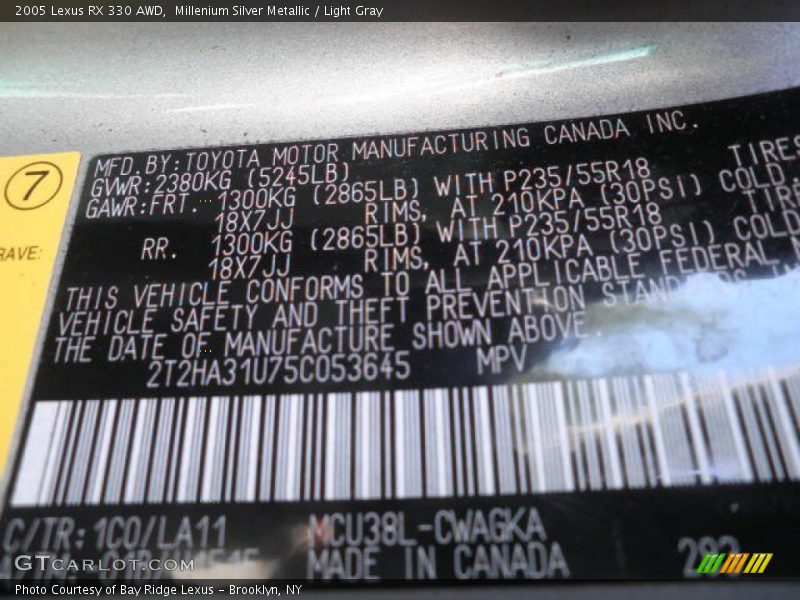 2005 Lexus RX 330 AWD,  Millenium Silver Metallic / Light Gray
7
RAVE:
MFD.BY:TOYOTA MOTOR MANUFACTURING CANADA INC.
GVWR:2380KG (5245LB)
GAWR:FRT. 1300KG (2865LB) WITH P235/55R18 TIRES
18X7JJ RIMS, AT 210KPA (30PSI) COLD.
RR. 1300KG (2865LB) WITH P235/55R18
18X7JJ RIMS, AT 210KPA (30PSI) COLD
THIS VEHICLE CONFORMS TO ALL APPLICABLE FEDERAL
VEHICLE SAFETY AND THEFT PREVENTION
THE DATE OF MANUFACTURE SHOWN ABOVE
2T2HA31U75C053645 MPV
C/TR:1C0/LA11 MCU38L-CWAGKA
MADE IN CANADA
GTcarlot.com
Photo Courtesy of Bay Ridge Lexus - Brooklyn, NY